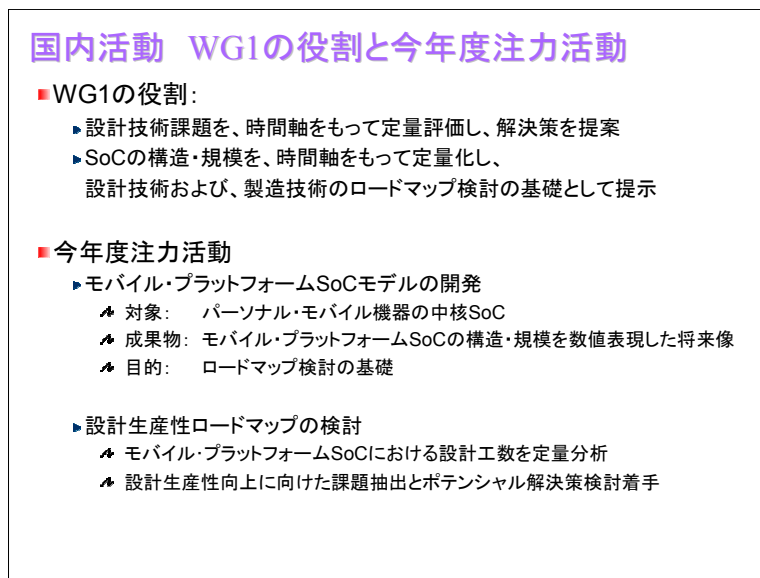 国内活動　WG1の役割と今年度注力活動
WG1の役割：
設計技術課題を、時間軸をもって定量評価し、解決策を提案
SoCの構造・規模を、時間軸をもって定量化し、
設計技術および、製造技術のロードマップ検討の基礎として提示
今年度注力活動
モバイル・プラットフォームSoCモデルの開発
対象：　パーソナル・モバイル機器の中核SoC
成果物：　モバイル・プラットフォームSoCの構造・規模を数値表現した将来像
目的：　ロードマップ検討の基礎
設計生産性ロードマップの検討
モバイル・プラットフォームSoCにおける設計工数を定量分析
設計生産性向上に向けた課題抽出とポテンシャル解決策検討着手